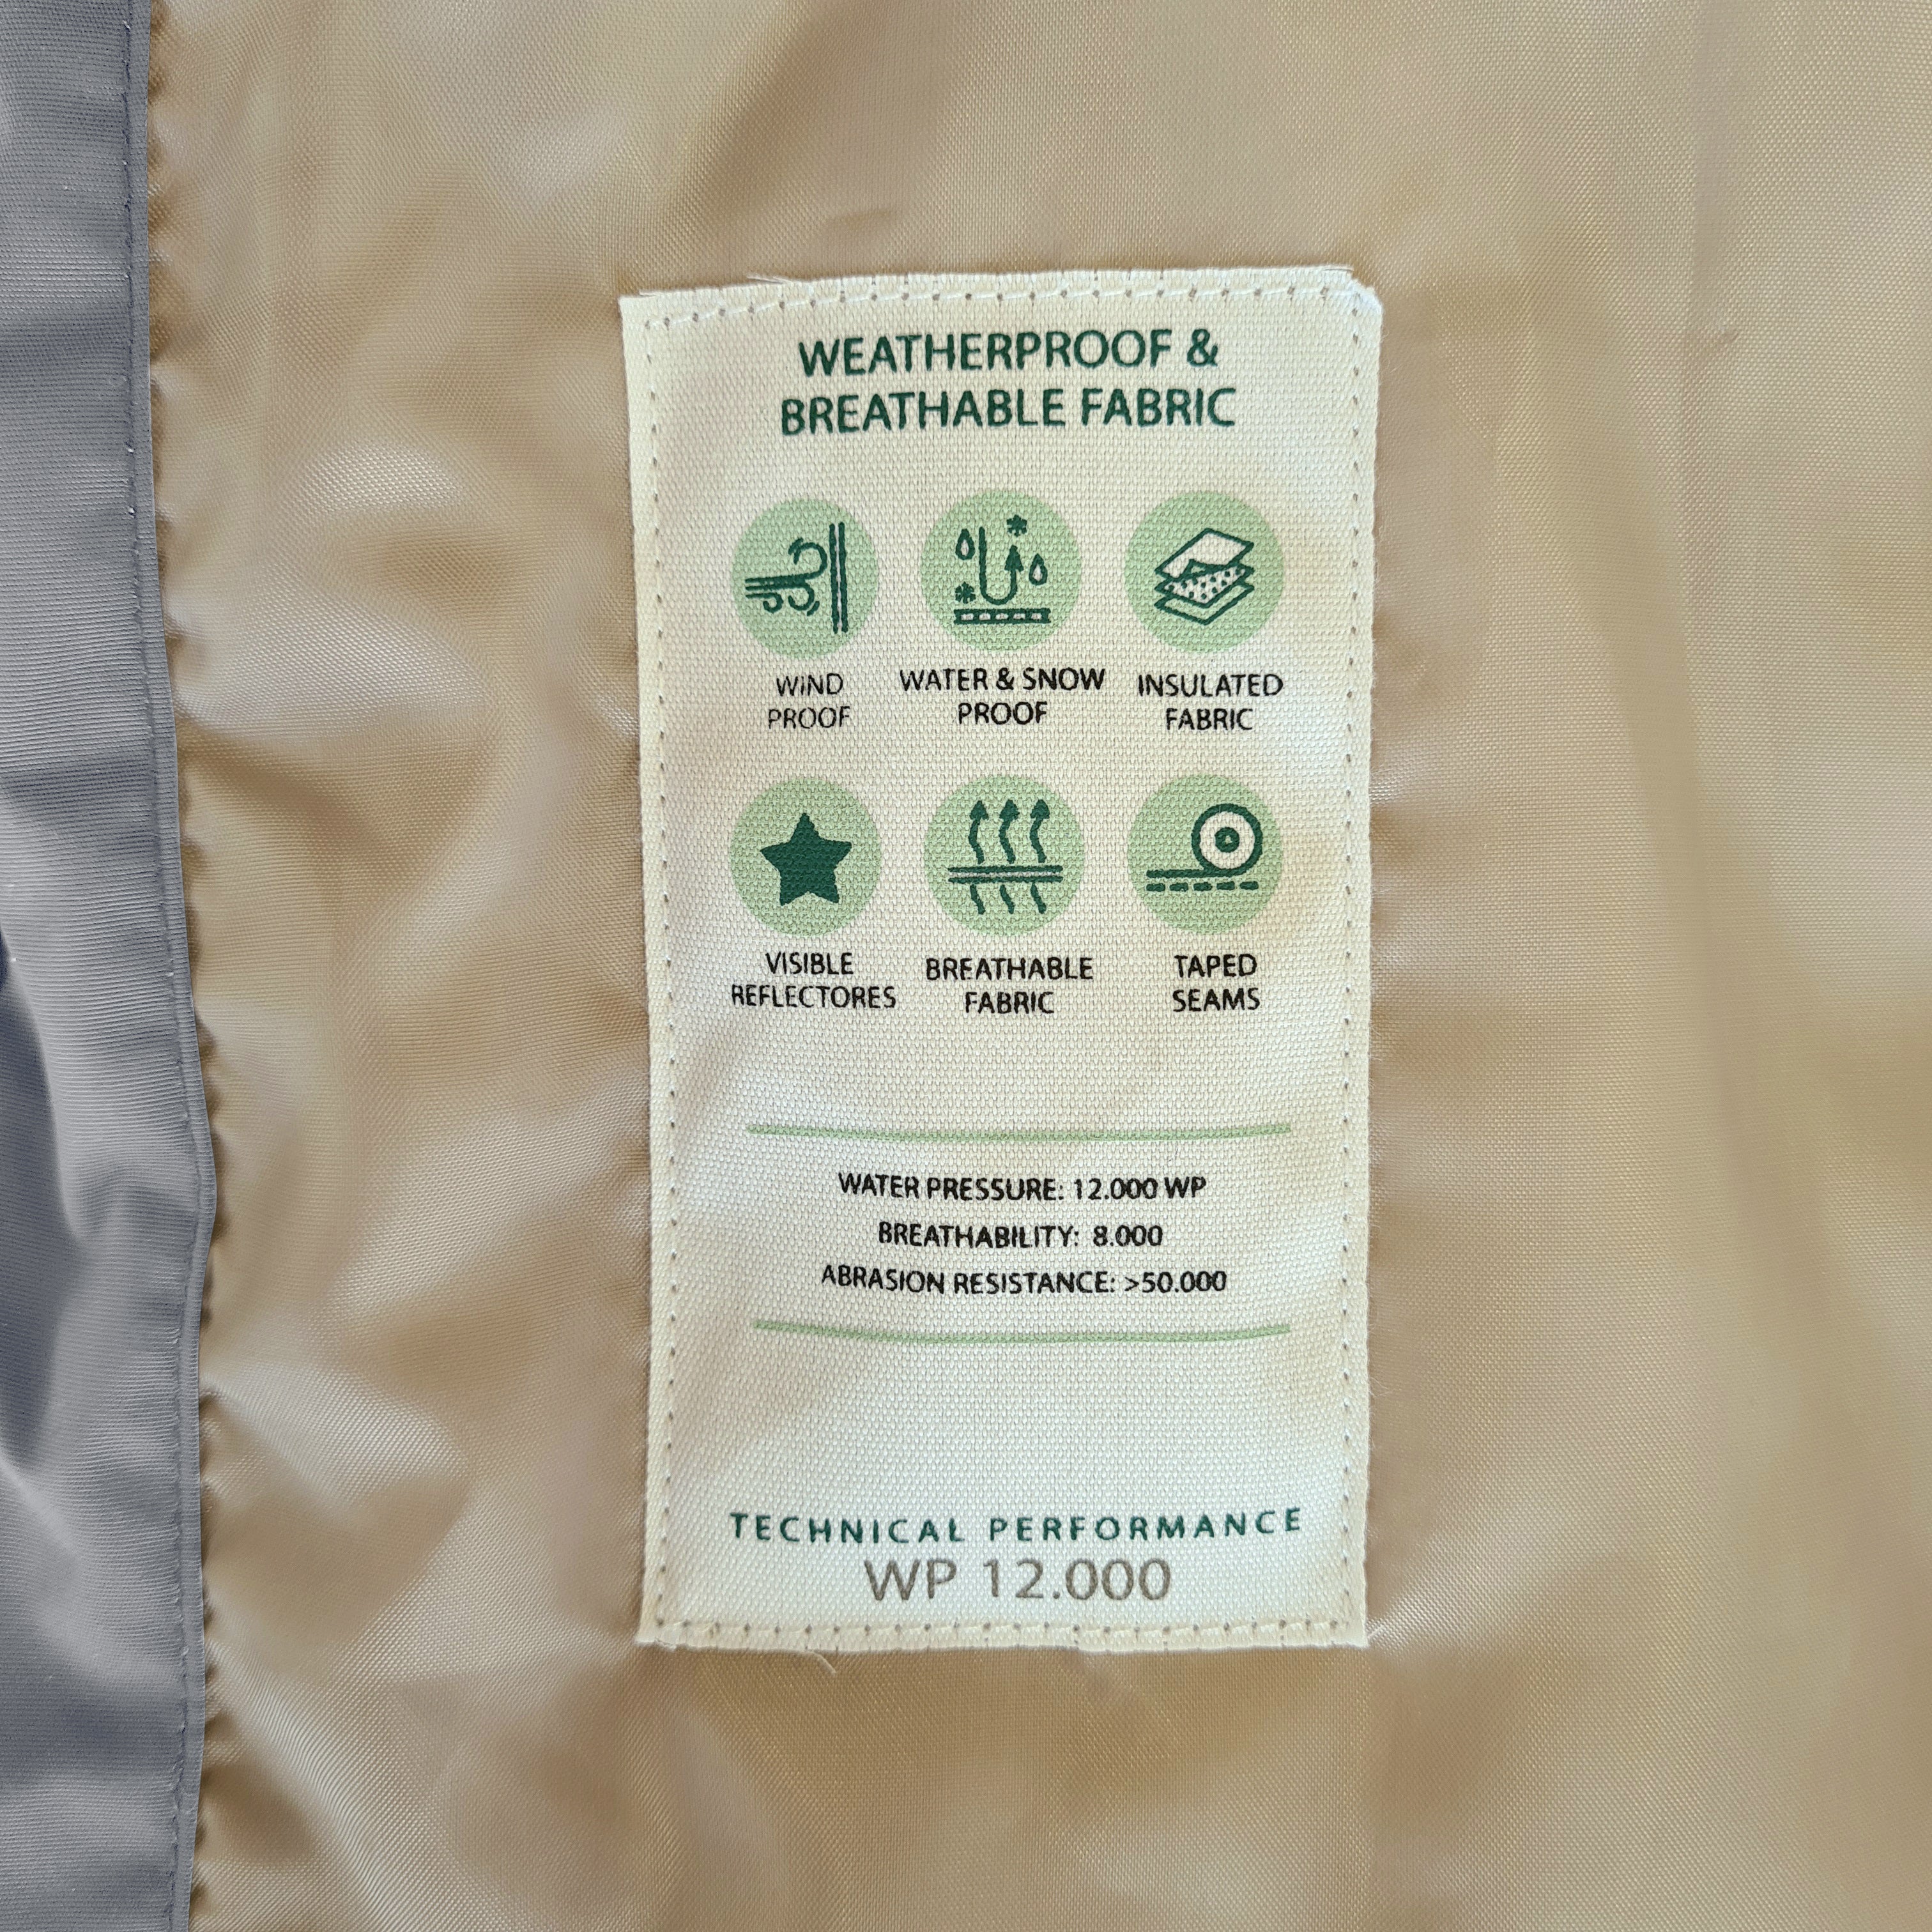 WEATHERPROOF &
BREATHABLE FABRIC
WIND
PROOF
WATER & SNOW
PROOF
INSULATED
FABRIC
VISIBLE
REFLECTORES
BREATHABLE
FABRIC
TAPED
SEAMS
WATER PRESSURE: 12.000 WP
BREATHABILITY: 8.000
ABRASION RESISTANCE: >50.000
TECHNICAL PERFORMANCE
WP 12.000